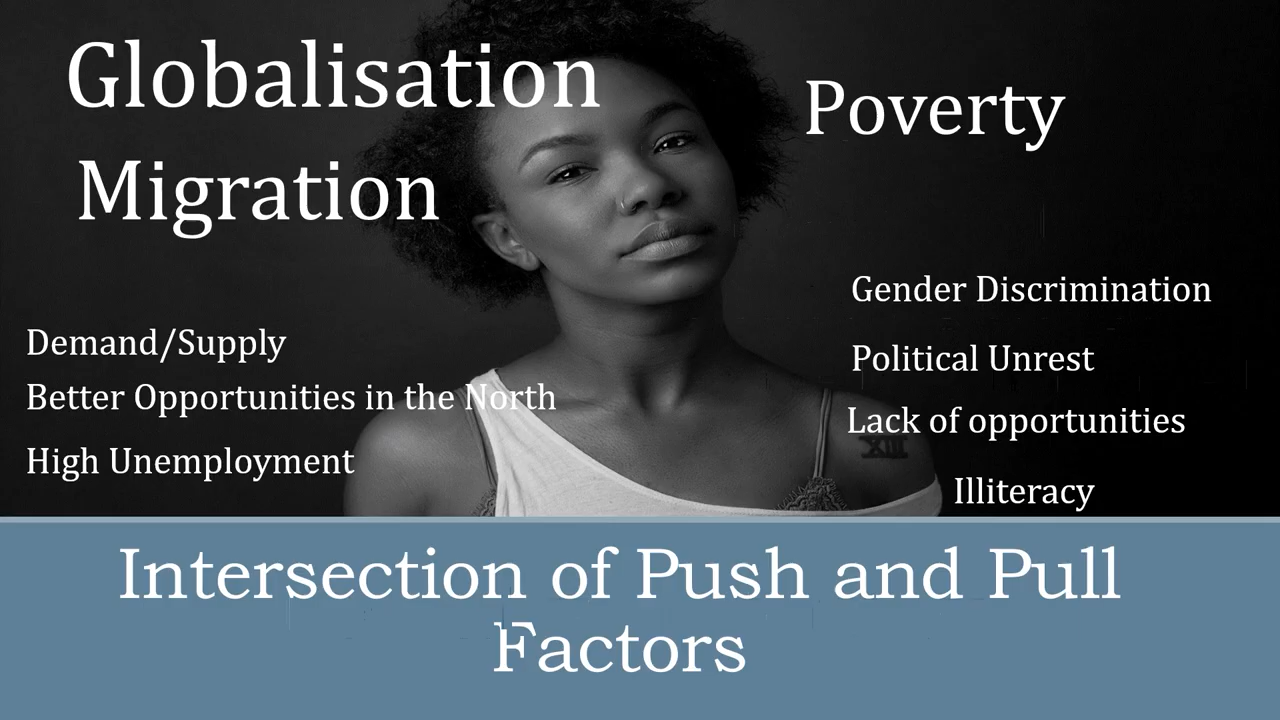 Globalisation
Migration
Poverty
Demand/Supply
Better Opportunities in the North
High Unemployment
Gender Discrimination
Political Unrest
Lack of opportunities
XIII
Illiteracy
Intersection of Push and Pull
Factors